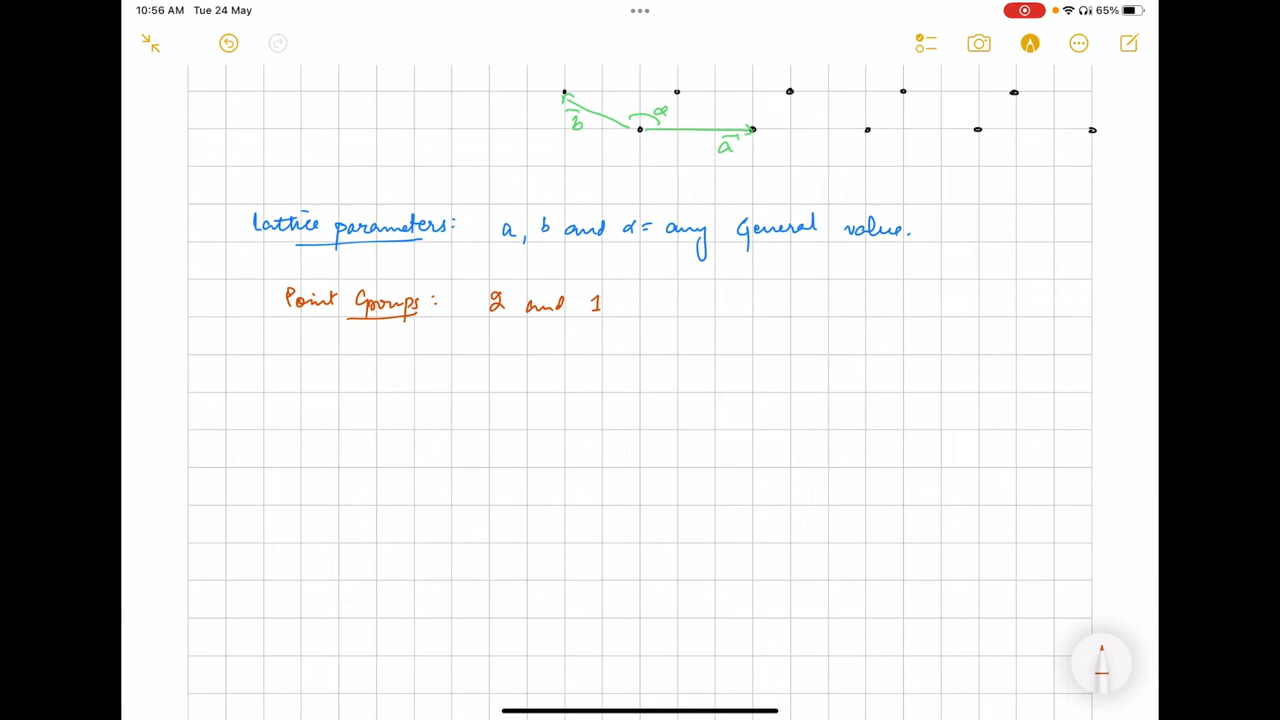 10:56 AM Tue 24 May
65%
α
b
a
Lattice parameters: a, b and α = any General value.
Point Groups: 2 and 1